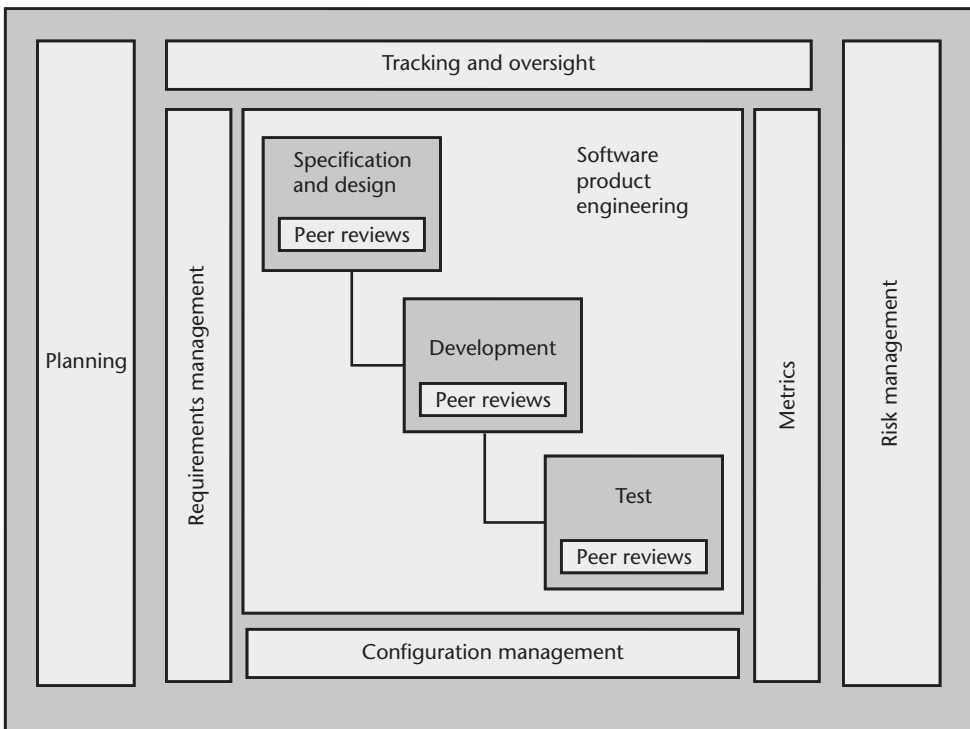 Tracking and oversight
Planning
Requirements management
Specification
and design
Peer reviews
Software
product
engineering
Development
Peer reviews
Test
Peer reviews
Metrics
Risk management
Configuration management